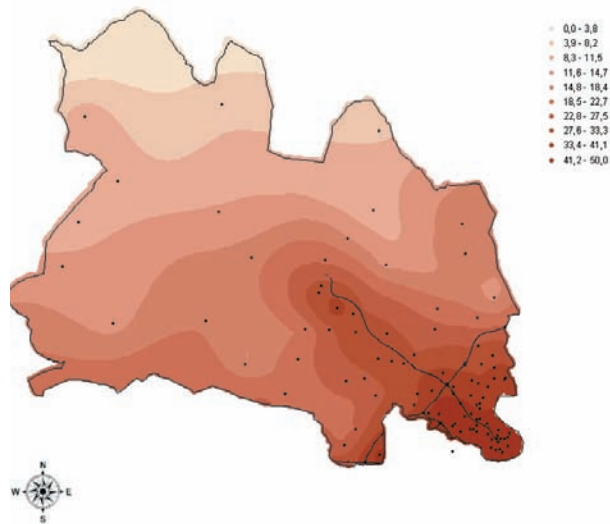 0,0 - 3,8
3,9 - 8,2
8,3 - 11,5
11,6 - 14,7
14,8 - 18,4
18,5 - 22,7
22,8 - 27,5
27,6 - 33,3
33,4 - 41,1
41,2 - 50,0
N
W E
S